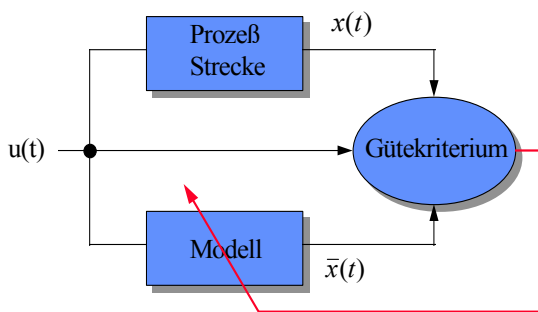 Prozeß
Strecke
x(t)
u(t)
Gütekriterium
Modell
x̄(t)